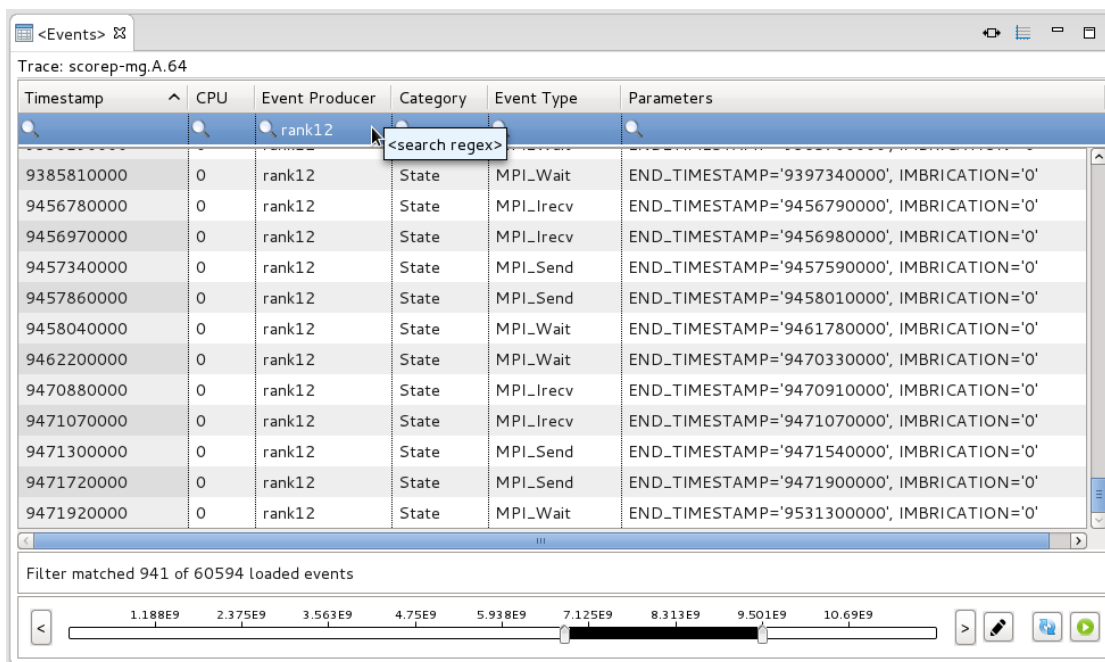 <Events>
Trace: scorep-mg.A.64
Timestamp CPU Event Producer Category Event Type Parameters
rank12
<search regex>
9385810000 0 rank12 State MPI_Wait END_TIMESTAMP='9397340000', IMBRICATION='0'
9456780000 0 rank12 State MPI_Irecv END_TIMESTAMP='9456790000', IMBRICATION='0'
9456970000 0 rank12 State MPI_Irecv END_TIMESTAMP='9456980000', IMBRICATION='0'
9457340000 0 rank12 State MPI_Send END_TIMESTAMP='9457590000', IMBRICATION='0'
9457860000 0 rank12 State MPI_Send END_TIMESTAMP='9458010000', IMBRICATION='0'
9458040000 0 rank12 State MPI_Wait END_TIMESTAMP='9461780000', IMBRICATION='0'
9462200000 0 rank12 State MPI_Wait END_TIMESTAMP='9470330000', IMBRICATION='0'
9470880000 0 rank12 State MPI_Irecv END_TIMESTAMP='9470910000', IMBRICATION='0'
9471070000 0 rank12 State MPI_Irecv END_TIMESTAMP='9471070000', IMBRICATION='0'
9471300000 0 rank12 State MPI_Send END_TIMESTAMP='9471540000', IMBRICATION='0'
9471720000 0 rank12 State MPI_Send END_TIMESTAMP='9471900000', IMBRICATION='0'
9471920000 0 rank12 State MPI_Wait END_TIMESTAMP='9531300000', IMBRICATION='0'
Filter matched 941 of 60594 loaded events
1.188E9 2.375E9 3.563E9 4.75E9 5.938E9 7.125E9 8.313E9 9.501E9 10.69E9
< >